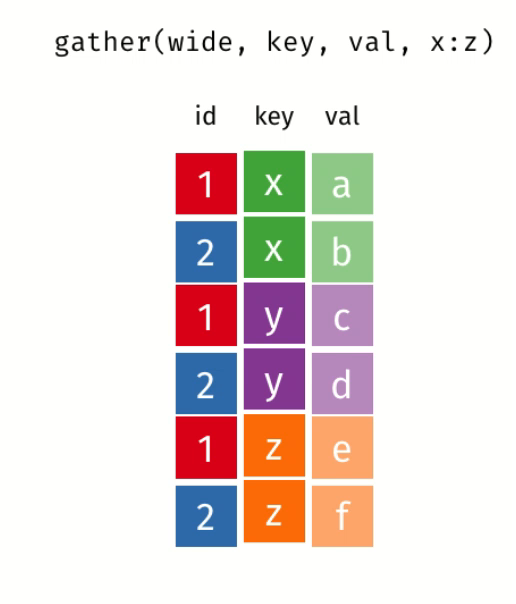 gather(wide, key, val, x:z)
id key val
1 x a
2 x b
1 y c
2 y d
1 z e
2 z f